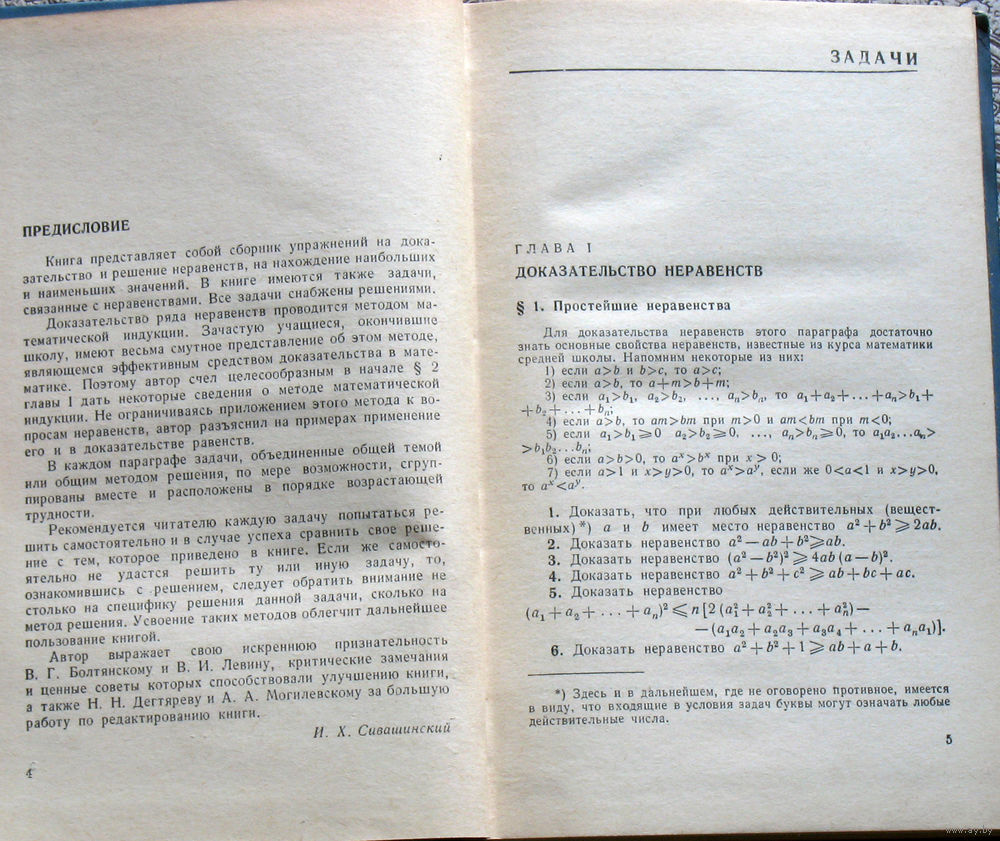 ПРЕДИСЛОВИЕ
Книга представляет собой сборник упражнений на дока-
зательство и решение неравенств, на нахождение наибольших
и наименьших значений. В книге имеются также задачи,
связанные с неравенствами. Все задачи снабжены решениями.
Доказательство ряда неравенств проводится методом ма-
тематической индукции. Зачастую учащиеся, окончившие
школу, имеют весьма смутное представление об этом методе,
являющемся эффективным средством доказательства в мате-
матике. Поэтому автор счел целесообразным в начале § 2
главы 1 дать некоторые сведения о методе математической
индукции. Не ограничиваясь приложением этого метода к во-
просам неравенств, автор разъяснил на примерах применение
его и в доказательстве равенств.
В каждом параграфе задачи, объединенные общей темой
или общим методом решения, по мере возможности, сгруп-
пированы вместе и расположены в порядке возрастающей
трудности.
Рекомендуется читателю каждую задачу попытаться ре-
шить самостоятельно и в случае успеха сравнить свое реше-
ние с тем, которое приведено в книге. Если же самосто-
ятельно не удастся решить ту или иную задачу, то,
ознакомившись с решением, следует обратить внимание не
столько на специфику решения данной задачи, сколько на
метод решения. Усвоение таких методов облегчит дальнейшее
пользование книгой.
Автор выражает свою искреннюю признательность
В. Г. Болтянскому и В. И. Левину, критические замечания
и ценные советы которых способствовали улучшению книги,
а также Н. Н. Дегтяреву и А. А. Могилевскому за большую
работу по редактированию книги.
И. Х. Сивашинский
4
ЗАДАЧИ
ГЛАВА I
ДОКАЗАТЕЛЬСТВО НЕРАВЕНСТВ
§ 1. Простейшие неравенства
Для доказательства неравенств этого параграфа достаточно
знать основные свойства неравенств, известные из курса математики
средней школы. Напомним некоторые из них:
1) если a>b и b>c, то a>c;
2) если a>b, то a+m>b+m;
3) если a₁>b₁, a₂>b₂, ..., aₙ>bₙ, то a₁+a₂+...+aₙ>b₁+
+b₂+...+bₙ;
4) если a>b, то am>bm при m>0 и am<bm при m<0;
5) если a₁>b₁⩾0 a₂>b₂⩾0, ..., aₙ>bₙ⩾0, то a₁a₂...aₙ>
>b₁b₂...bₙ;
6) если a>b>0, то aˣ>bˣ при x>0;
7) если a>1 и x>y>0, то aˣ>aʸ, если же 0<a<1 и x>y>0,
то aˣ<aʸ.
1. Доказать, что при любых действительных (вещест-
венных)*) a и b имеет место неравенство a²+b²⩾2ab.
2. Доказать неравенство a²—ab+b²⩾ab.
3. Доказать неравенство (a²—b²)²⩾4ab(a—b)².
4. Доказать неравенство a²+b²+c²⩾ab+bc+ac.
5. Доказать неравенство
(a₁+a₂+...+aₙ)²⩽n[2(a₁²+a₂²+...+aₙ²)—
—(a₁a₂+a₂a₃+a₃a₄+...+aₙa₁)].
6. Доказать неравенство a²+b²+1⩾ab+a+b.
*) Здесь и в дальнейшем, где не оговорено противное, имеется
в виду, что входящие в условия задач буквы могут означать любые
действительные числа.
5
www.ay.by